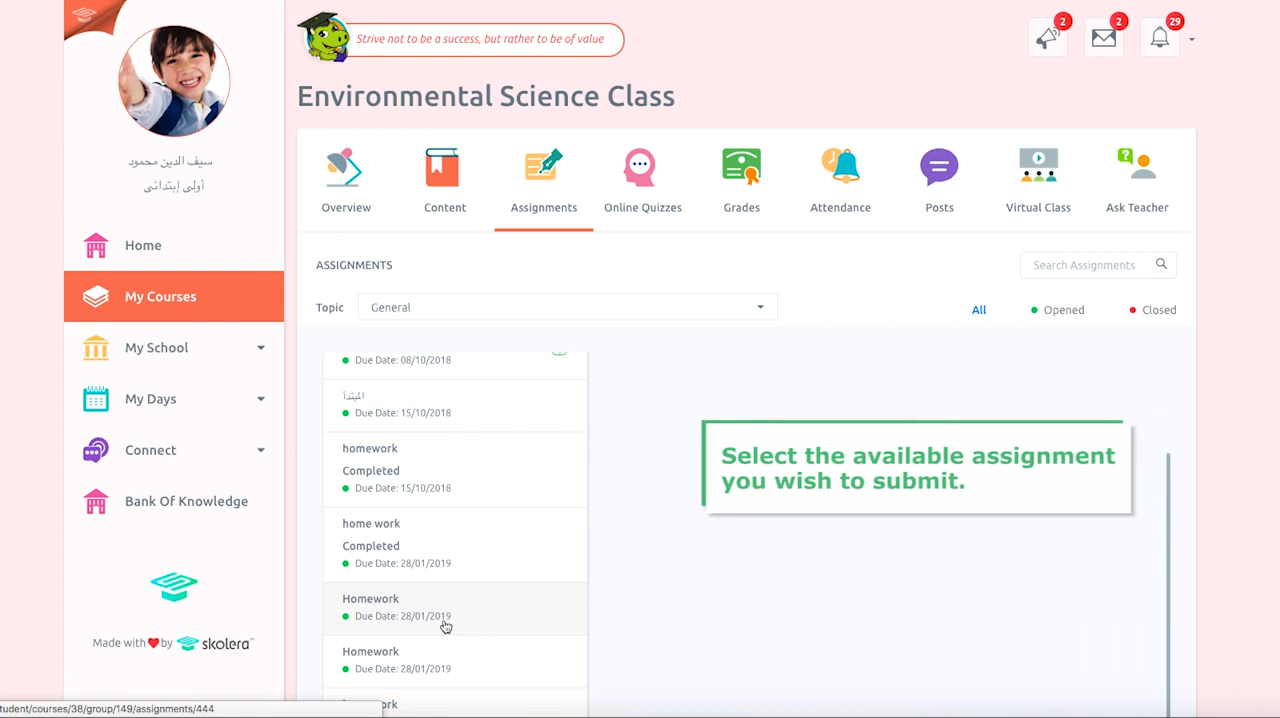 Strive not to be a success, but rather to be of value
2
2
29
Environmental Science Class
سيف الدين محمود
أولى إبتدائى
Home
My Courses
My School
My Days
Connect
Bank Of Knowledge
Made with by skolera
Overview
Content
Assignments
Online Quizzes
Grades
Attendance
Posts
Virtual Class
Ask Teacher
ASSIGNMENTS
Search Assignments
Topic
General
All
Opened
Closed
Due Date: 08/10/2018
المبتدأ
Due Date: 15/10/2018
homework
Completed
Due Date: 15/10/2018
home work
Completed
Due Date: 28/01/2019
Homework
Due Date: 28/01/2019
Homework
Due Date: 28/01/2019
Select the available assignment
you wish to submit.
tudent/courses/38/group/149/assignments/444